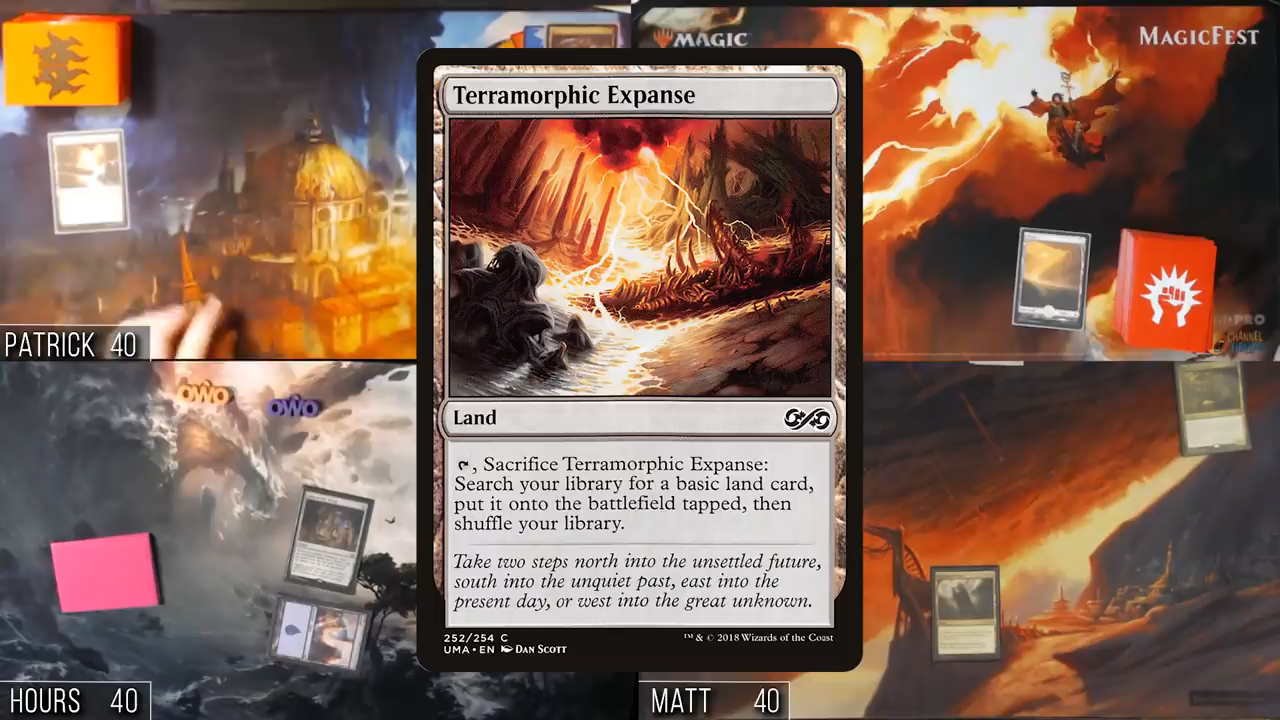 MAGIC
MAGICFEST
Terramorphic Expanse
Land
, Sacrifice Terramorphic Expanse:
Search your library for a basic land card,
put it onto the battlefield tapped, then
shuffle your library.
Take two steps north into the unsettled future,
south into the unquiet past, east into the
present day, or west into the great unknown.
252/254 C
UMA • EN DAN SCOTT
™ & © 2018 Wizards of the Coast
PRO
CHANNEL
PATRICK 40
OWO
OWO
HOURS 40
MATT 40